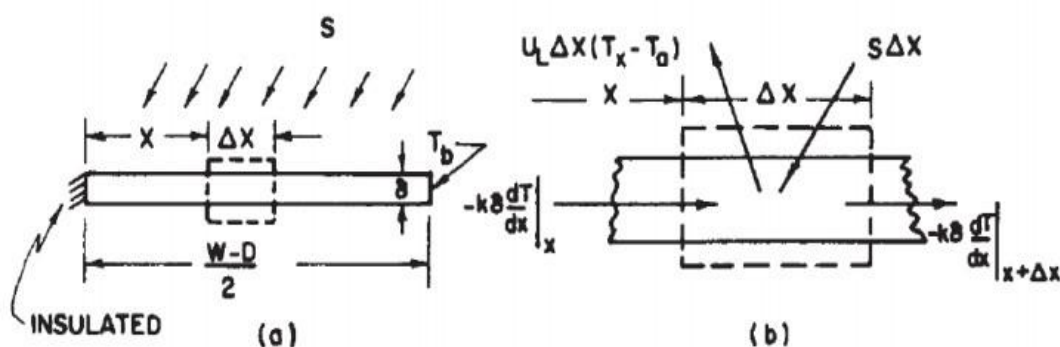 S
X
ΔX
T_b
δ
W-D
2
INSULATED
(a)
U_L ΔX(T_x - T_a)
SΔX
X
ΔX
-kδ dT/dx |_x
-kδ dT/dx |_x+Δx
(b)